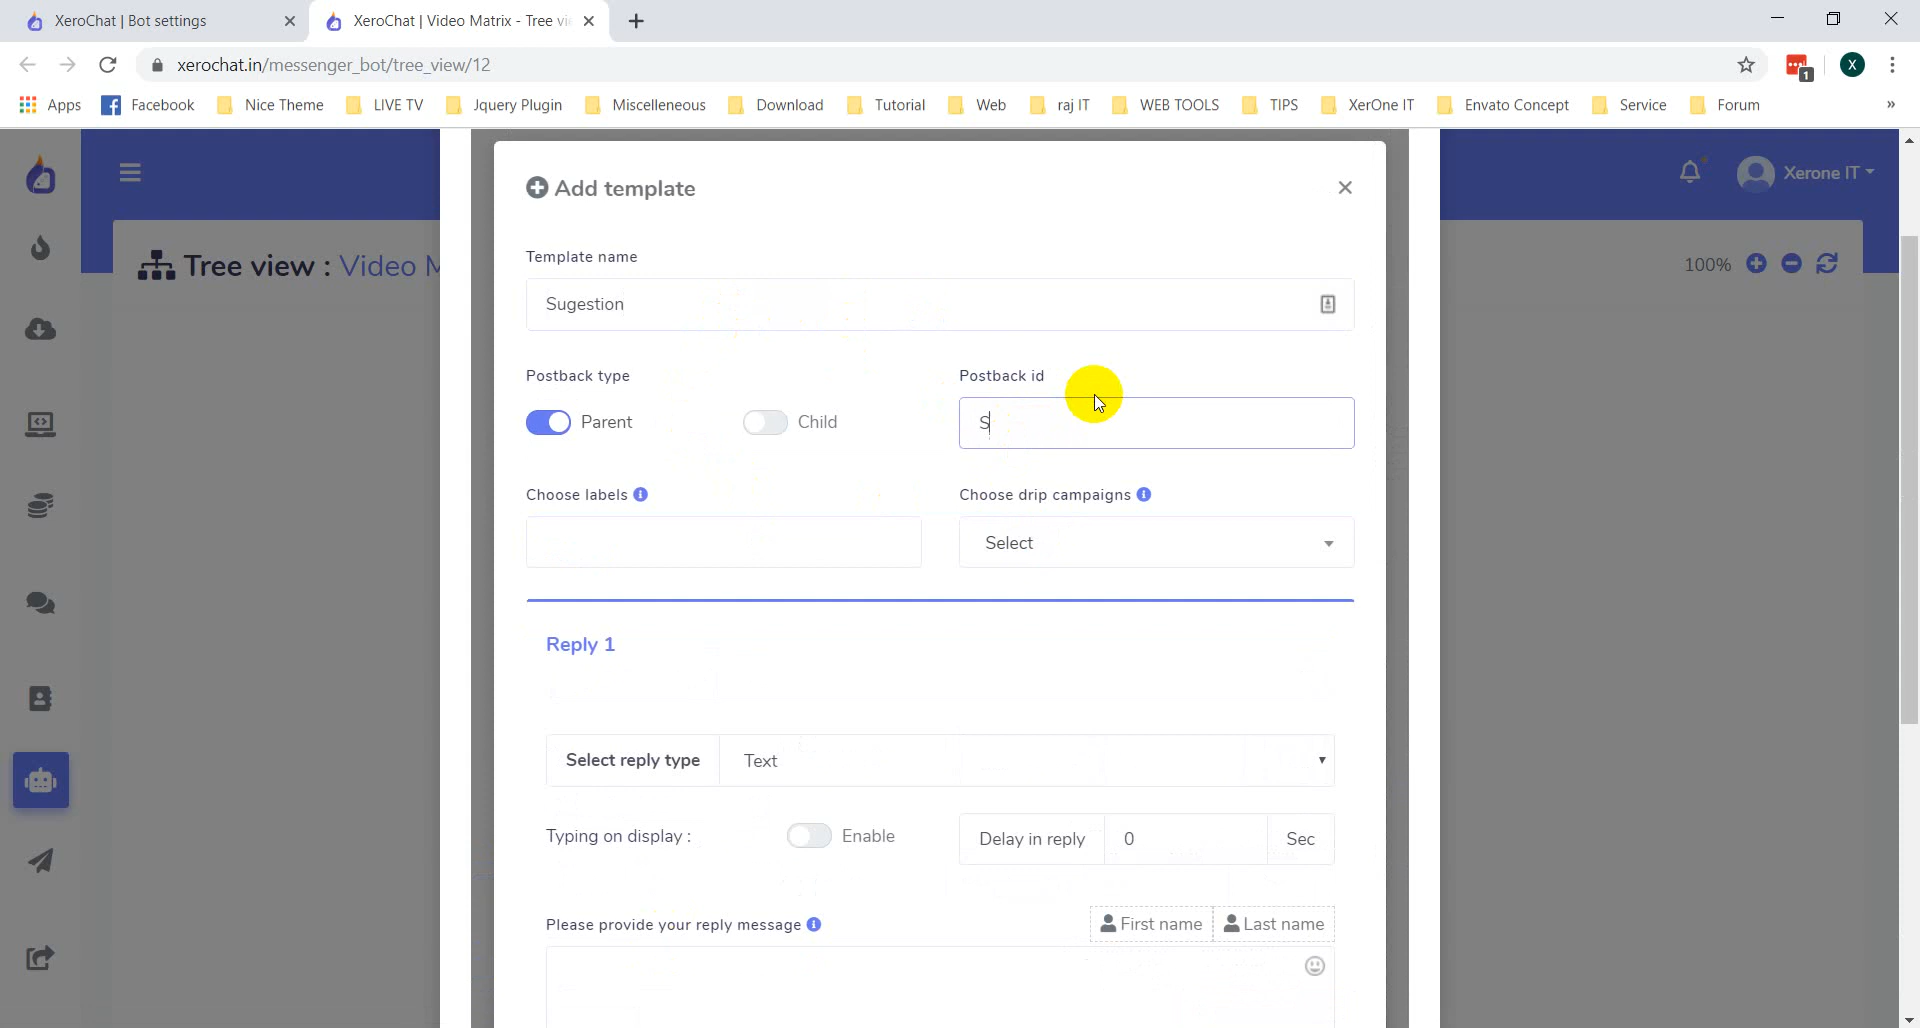 XeroChat | Bot settings
XeroChat | Video Matrix - Tree vi
xerochat.in/messenger_bot/tree_view/12
1
X
Apps Facebook Nice Theme LIVE TV Jquery Plugin Miscelleneous Download Tutorial Web raj IT WEB TOOLS TIPS XerOne IT Envato Concept Service Forum »
Xerone IT
Tree view : Video M
100%
Add template
Template name
Sugestion
Postback type
Postback id
Parent
Child
S
Choose labels
Choose drip campaigns
Select
Reply 1
Select reply type
Text
Typing on display :
Enable
Delay in reply
0
Sec
Please provide your reply message
First name
Last name